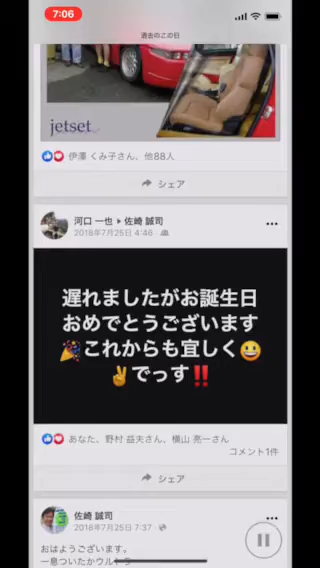 7:06
過去のこの日
jetset
伊澤 くみ子さん、他88人
シェア
河口 一也 ▶ 佐崎 誠司
2018年7月25日 4:46
遅れましたがお誕生日
おめでとうございます
🎉これからも宜しく😀
✌でっす‼️
あなた、野村 益夫さん、横山 亮一さん
コメント1件
シェア
佐崎 誠司
2018年7月25日 7:37
おはようございます。